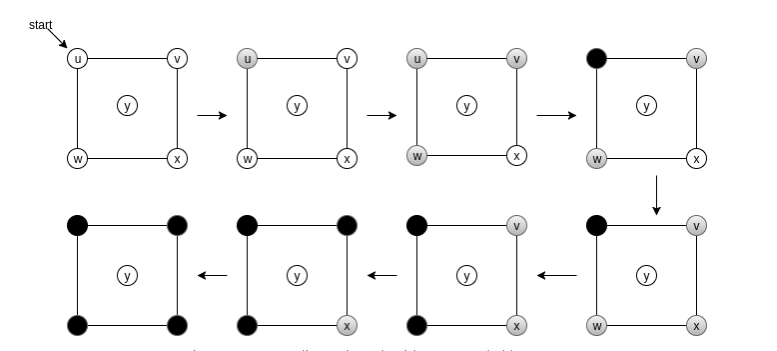 start
u v u v u v v
y y y y
w x w x w x w x
v v
y y y y
x x w x